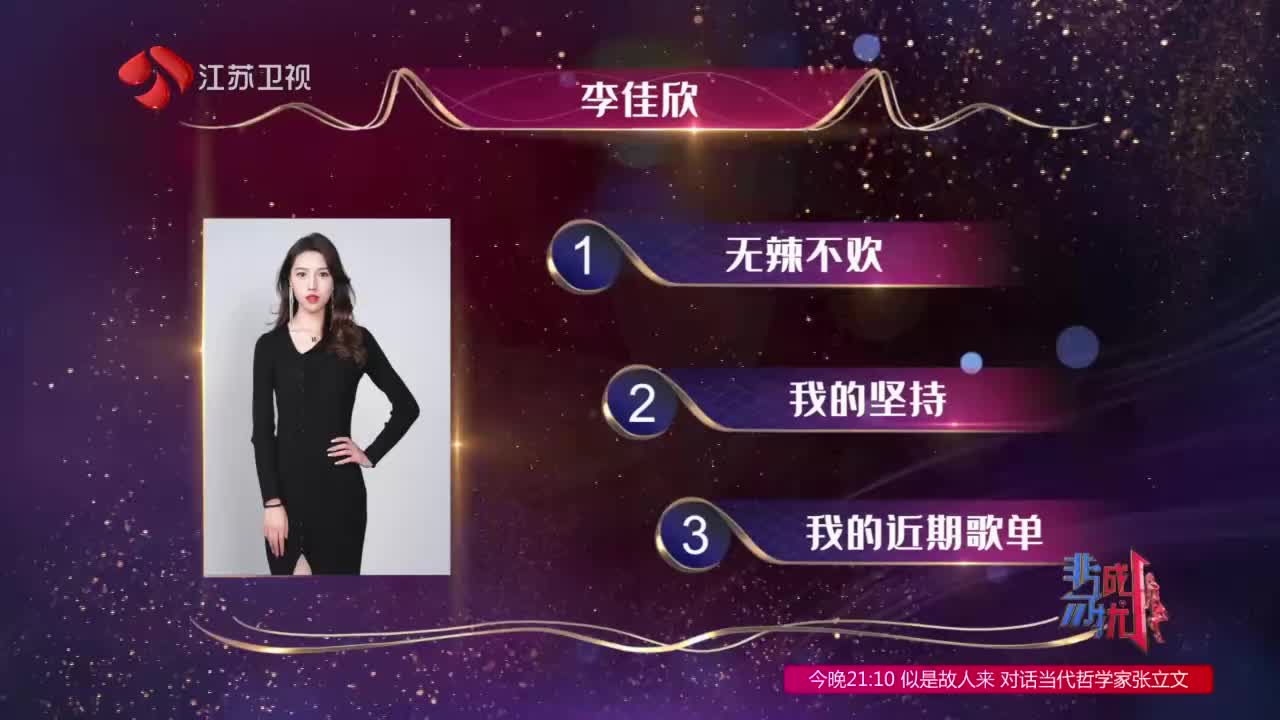 江苏卫视
李佳欣
1 无辣不欢
2 我的坚持
3 我的近期歌单
非诚勿扰
今晚21:10 似是故人来 对话当代哲学家张立文